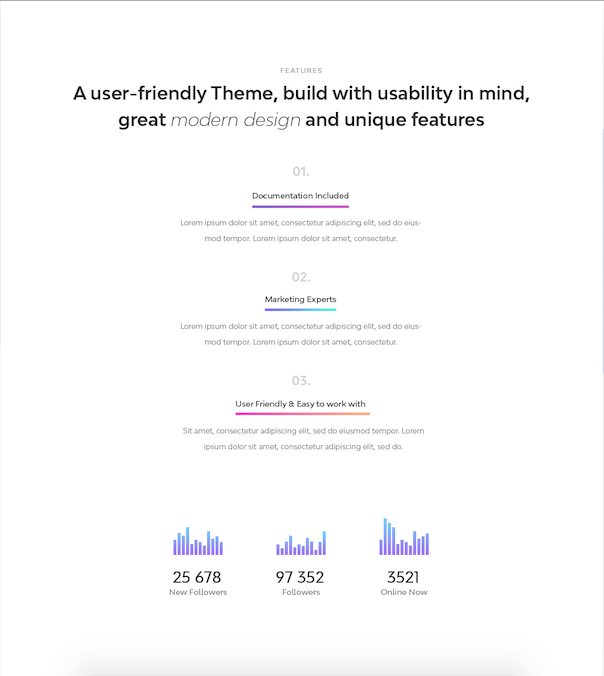 FEATURES
A user-friendly Theme, build with usability in mind,
great modern design and unique features
01.
Documentation Included
Lorem ipsum dolor sit amet, consectetur adipiscing elit, sed do eius-
mod tempor. Lorem ipsum dolor sit amet, consectetur.
02.
Marketing Experts
Lorem ipsum dolor sit amet, consectetur adipiscing elit, sed do eius-
mod tempor. Lorem ipsum dolor sit amet, consectetur.
03.
User Friendly & Easy to work with
Sit amet, consectetur adipiscing elit, sed do eiusmod tempor. Lorem
ipsum dolor sit amet, consectetur adipiscing elit, sed do.
25 678 97 352 3521
New Followers Followers Online Now